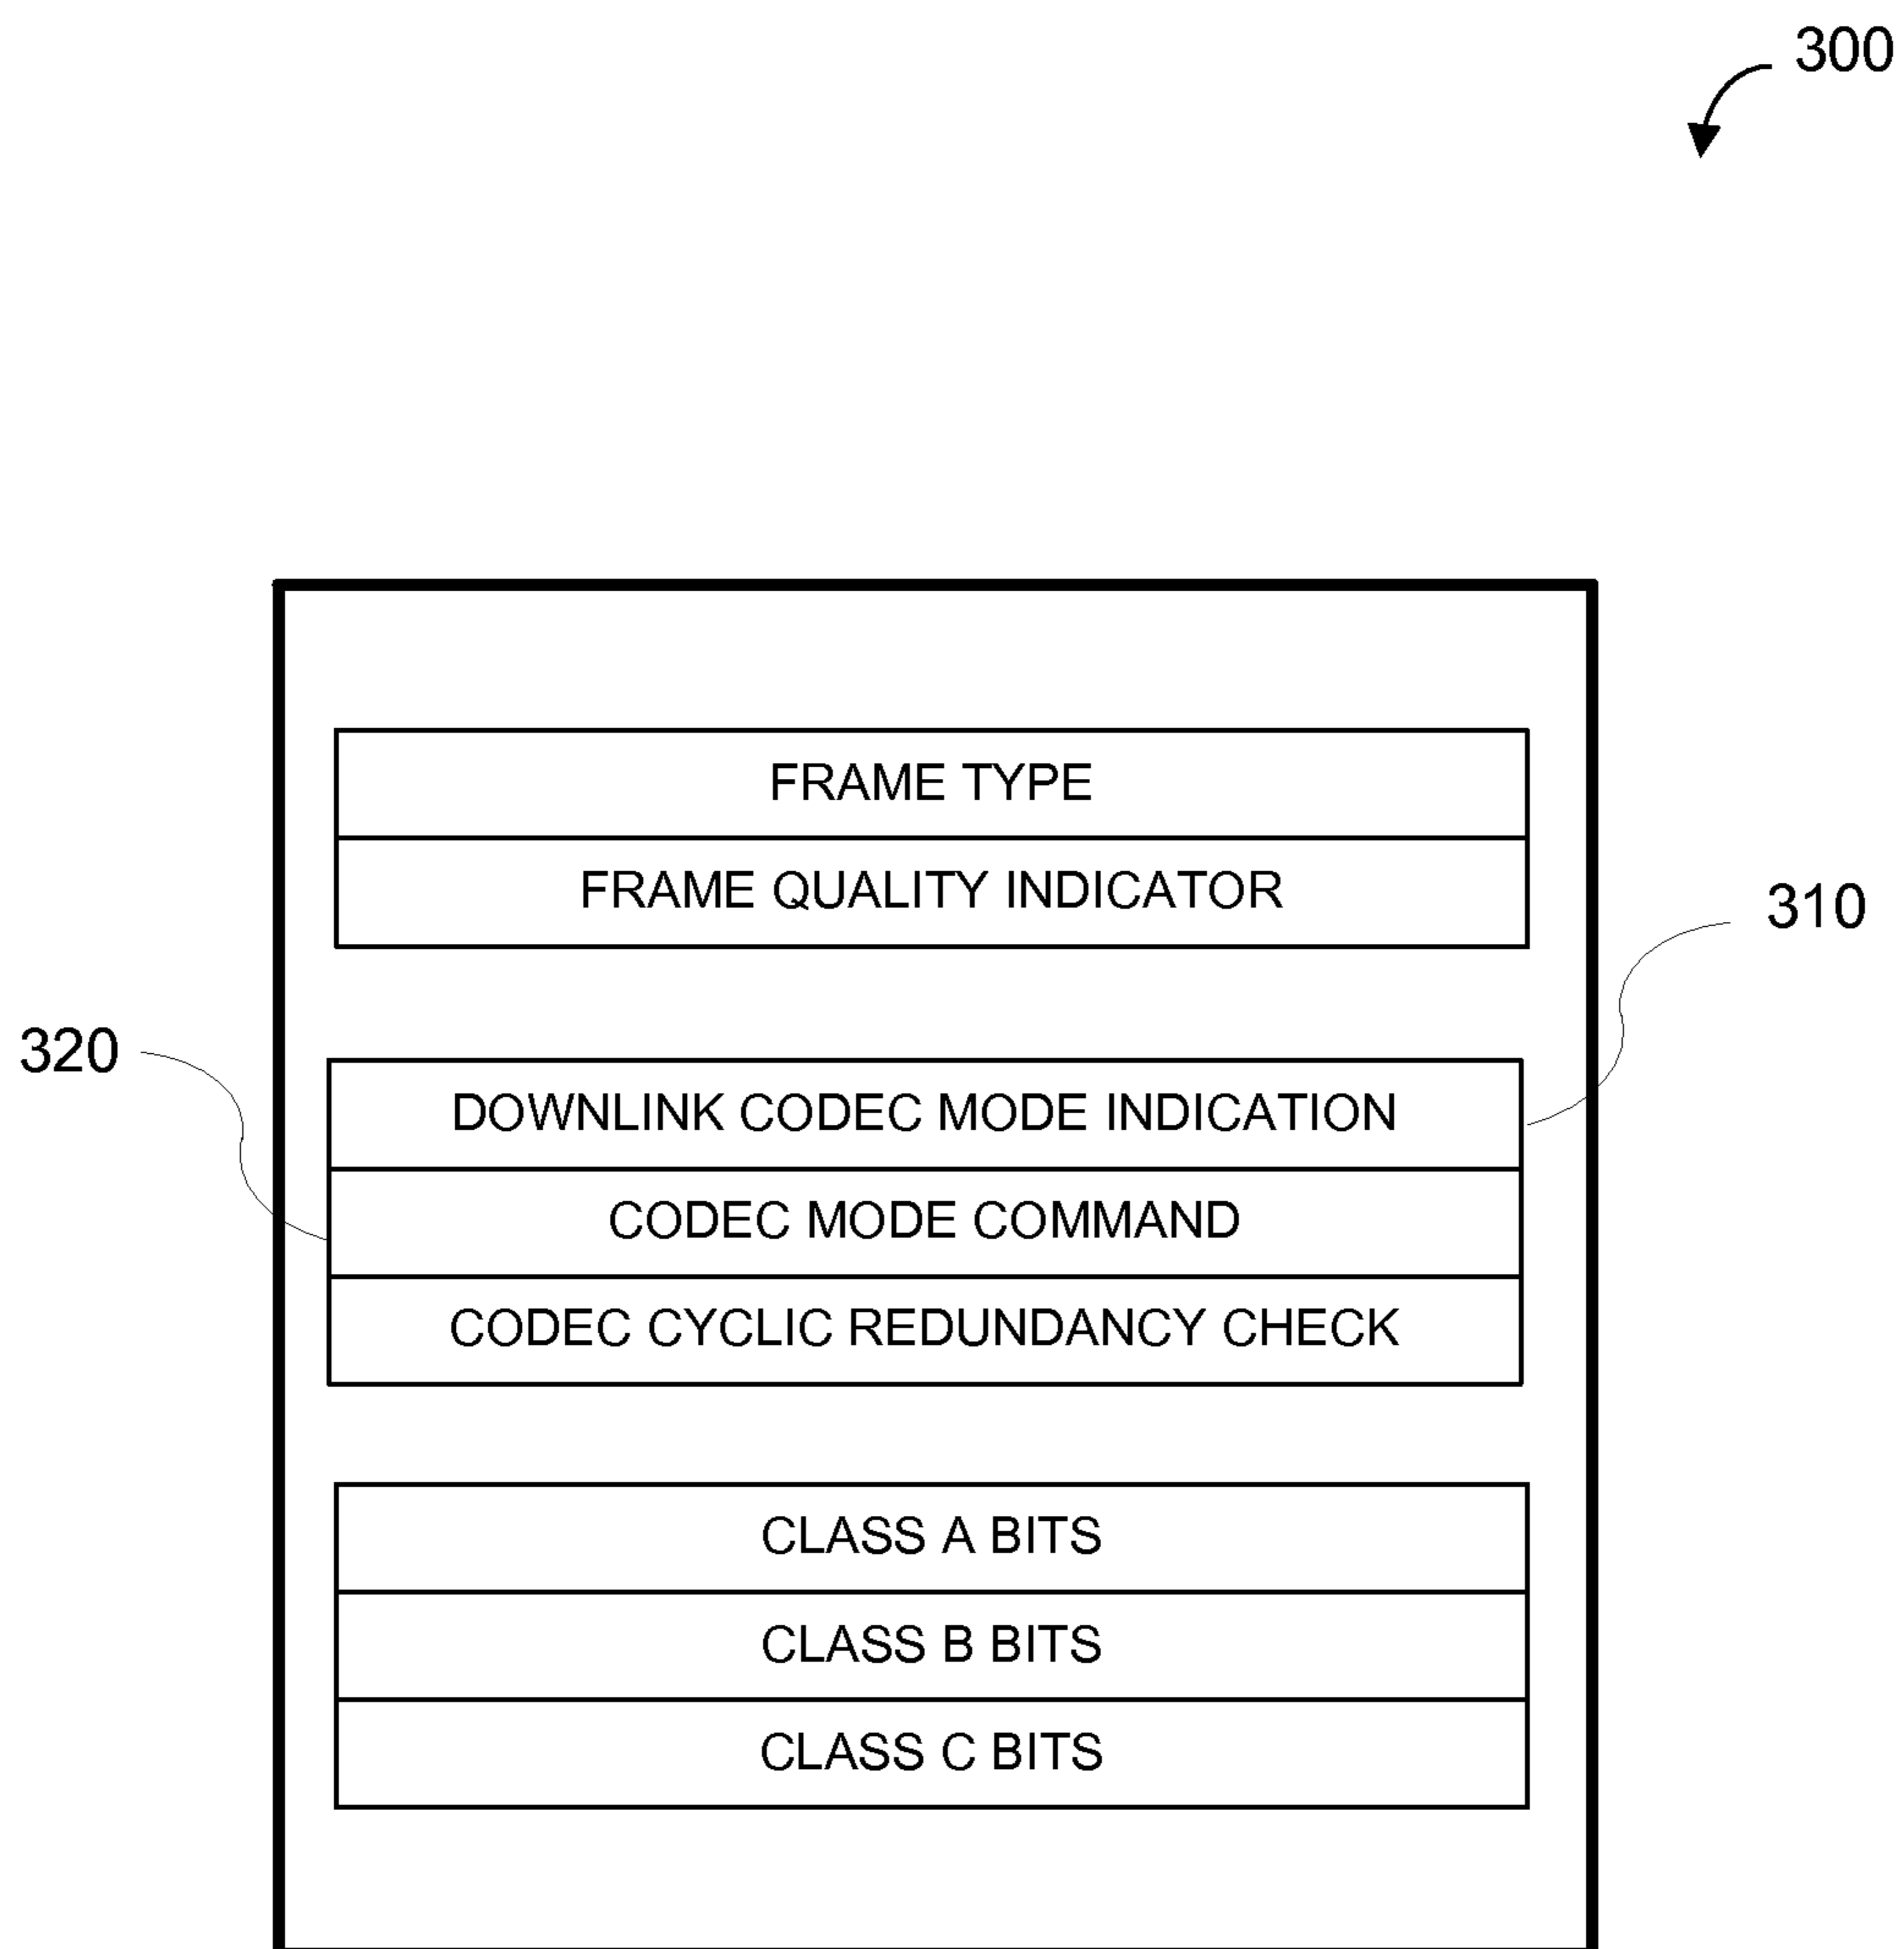 300
FRAME TYPE
FRAME QUALITY INDICATOR
310
320
DOWNLINK CODEC MODE INDICATION
CODEC MODE COMMAND
CODEC CYCLIC REDUNDANCY CHECK
CLASS A BITS
CLASS B BITS
CLASS C BITS